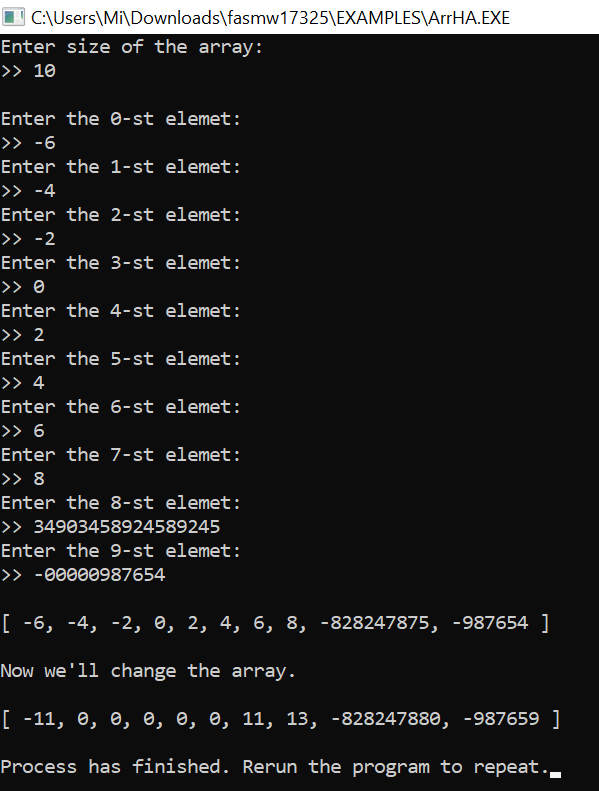 C:\Users\Mi\Downloads\fasmw17325\EXAMPLES\ArrHA.EXE
Enter size of the array:
>> 10
Enter the 0-st elemet:
>> -6
Enter the 1-st elemet:
>> -4
Enter the 2-st elemet:
>> -2
Enter the 3-st elemet:
>> 0
Enter the 4-st elemet:
>> 2
Enter the 5-st elemet:
>> 4
Enter the 6-st elemet:
>> 6
Enter the 7-st elemet:
>> 8
Enter the 8-st elemet:
>> 34903458924589245
Enter the 9-st elemet:
>> -00000987654
[ -6, -4, -2, 0, 2, 4, 6, 8, -828247875, -987654 ]
Now we'll change the array.
[ -11, 0, 0, 0, 0, 0, 11, 13, -828247880, -987659 ]
Process has finished. Rerun the program to repeat.